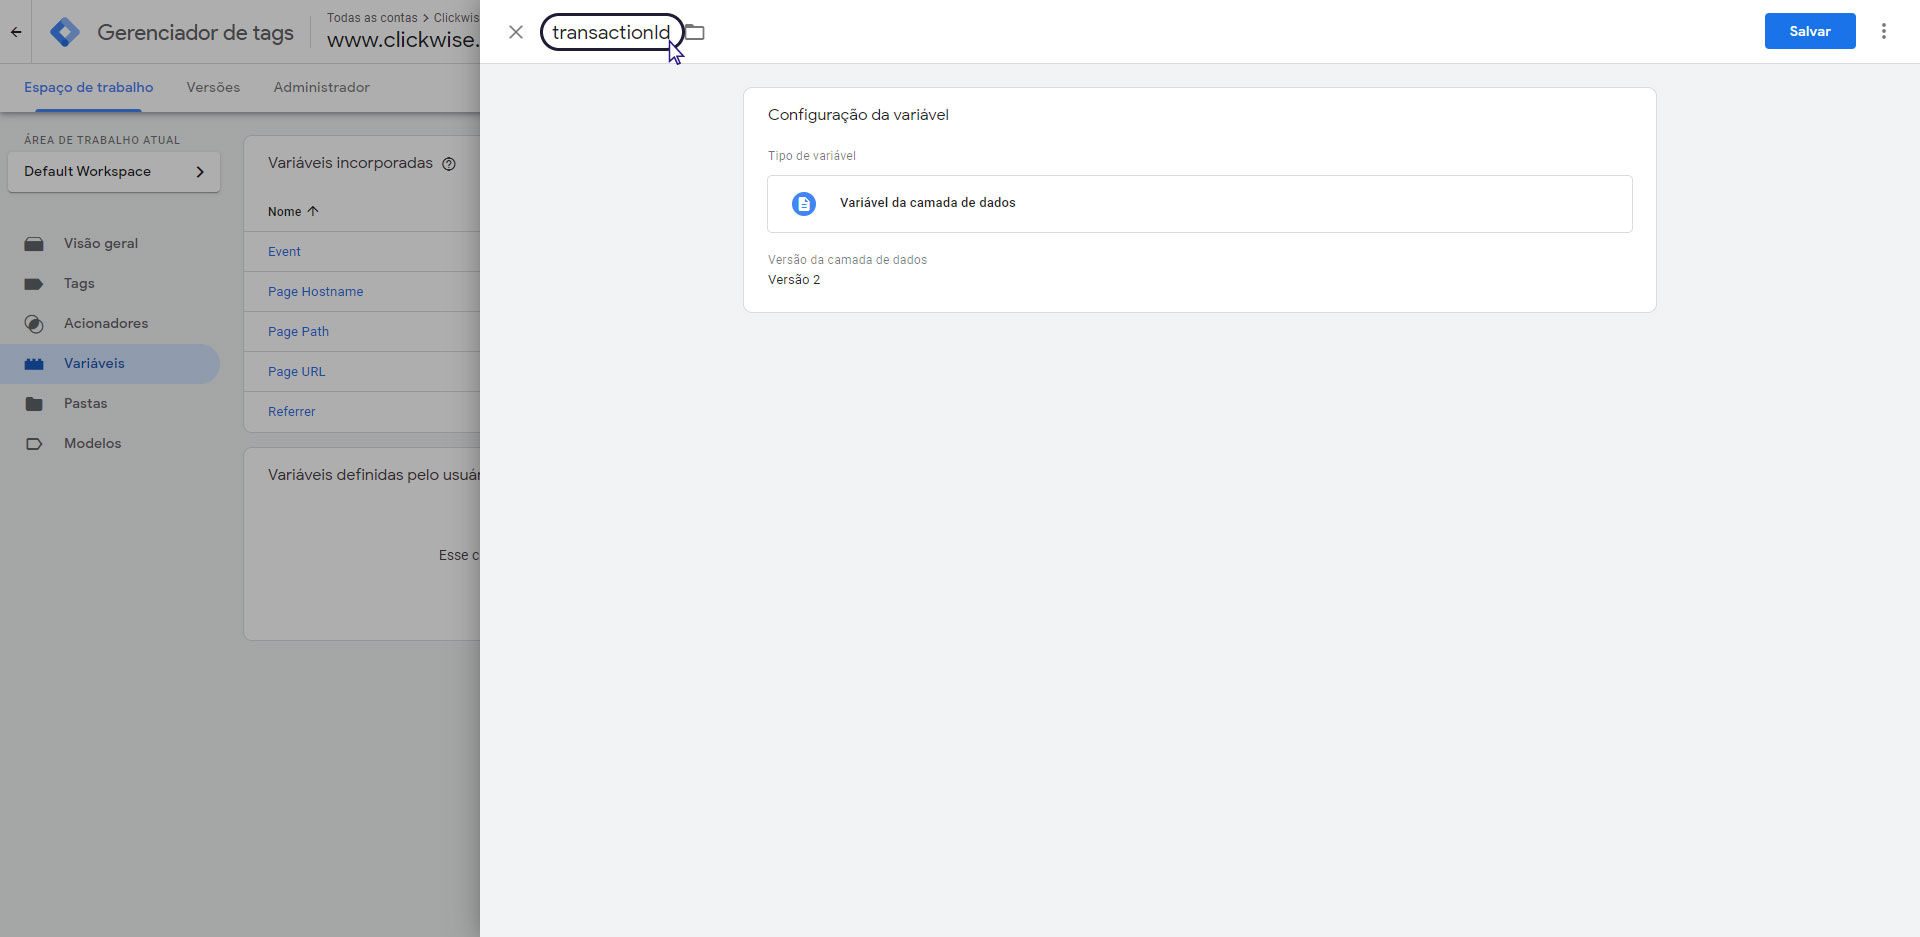 Gerenciador de tags
Todas as contas > Clickwis
www.clickwise.
transactionId
Salvar
Espaço de trabalho
Versões
Administrador
ÁREA DE TRABALHO ATUAL
Default Workspace
Visão geral
Tags
Acionadores
Variáveis
Pastas
Modelos
Variáveis incorporadas
Nome
Event
Page Hostname
Page Path
Page URL
Referrer
Variáveis definidas pelo usuár
Esse c
Configuração da variável
Tipo de variável
Variável da camada de dados
Versão da camada de dados
Versão 2